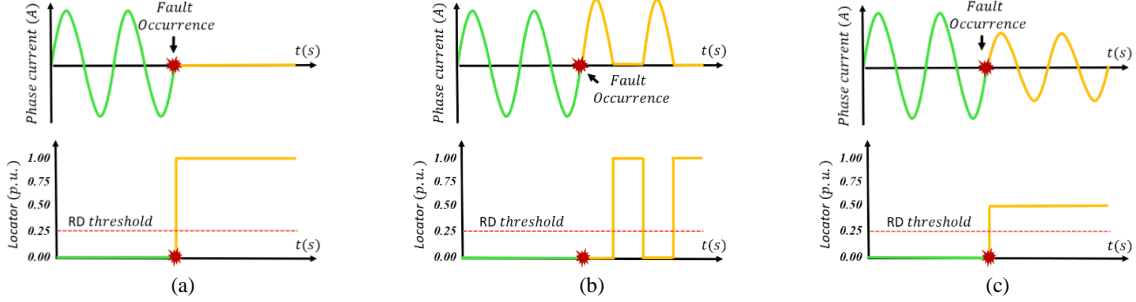 Phase current (A)
Fault
Occurrence
t(s)
Locator (p.u.)
1.00
0.75
0.50
0.25
0.00
RD threshold
t(s)
(a)
Phase current (A)
t(s)
Fault
Occurrence
Locator (p.u.)
1.00
0.75
0.50
0.25
0.00
RD threshold
t(s)
(b)
Phase current (A)
Fault
Occurrence
t(s)
Locator (p.u.)
1.00
0.75
0.50
0.25
0.00
RD threshold
t(s)
(c)